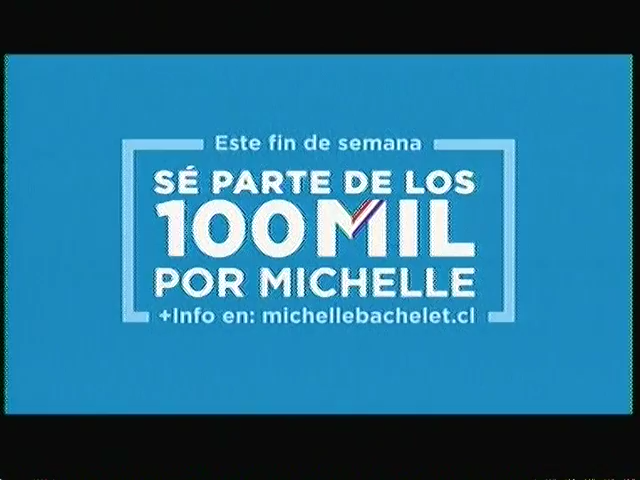 Este fin de semana
SÉ PARTE DE LOS
100MIL
POR MICHELLE
+Info en: michellebachelet.cl